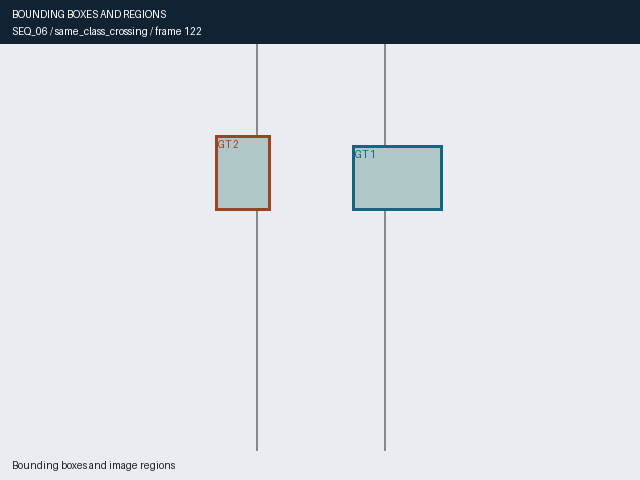 BOUNDING BOXES AND REGIONS
SEQ_06 / same_class_crossing / frame 122
GT2
GT1
Bounding boxes and image regions